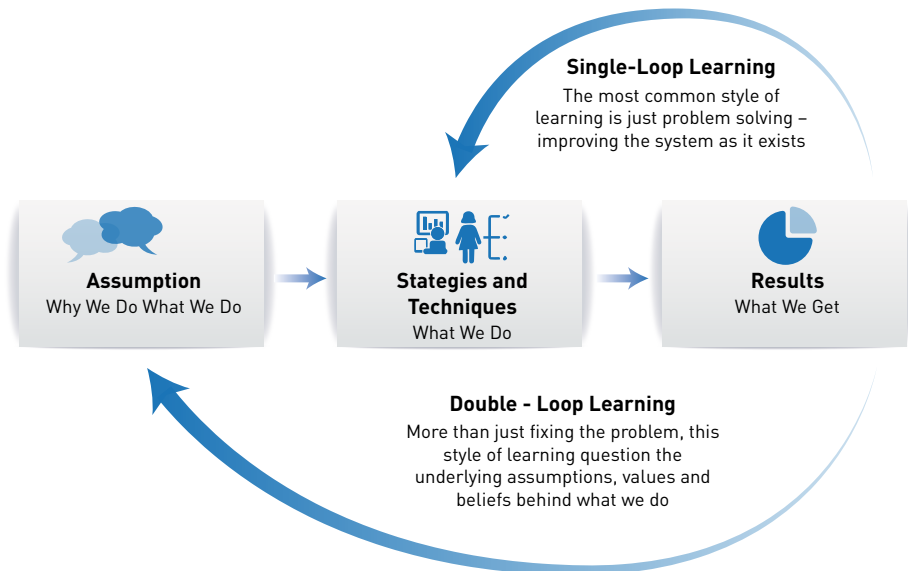 Single-Loop Learning
The most common style of
learning is just problem solving –
improving the system as it exists
Assumption
Why We Do What We Do
Stategies and
Techniques
What We Do
Results
What We Get
Double - Loop Learning
More than just fixing the problem, this
style of learning question the
underlying assumptions, values and
beliefs behind what we do